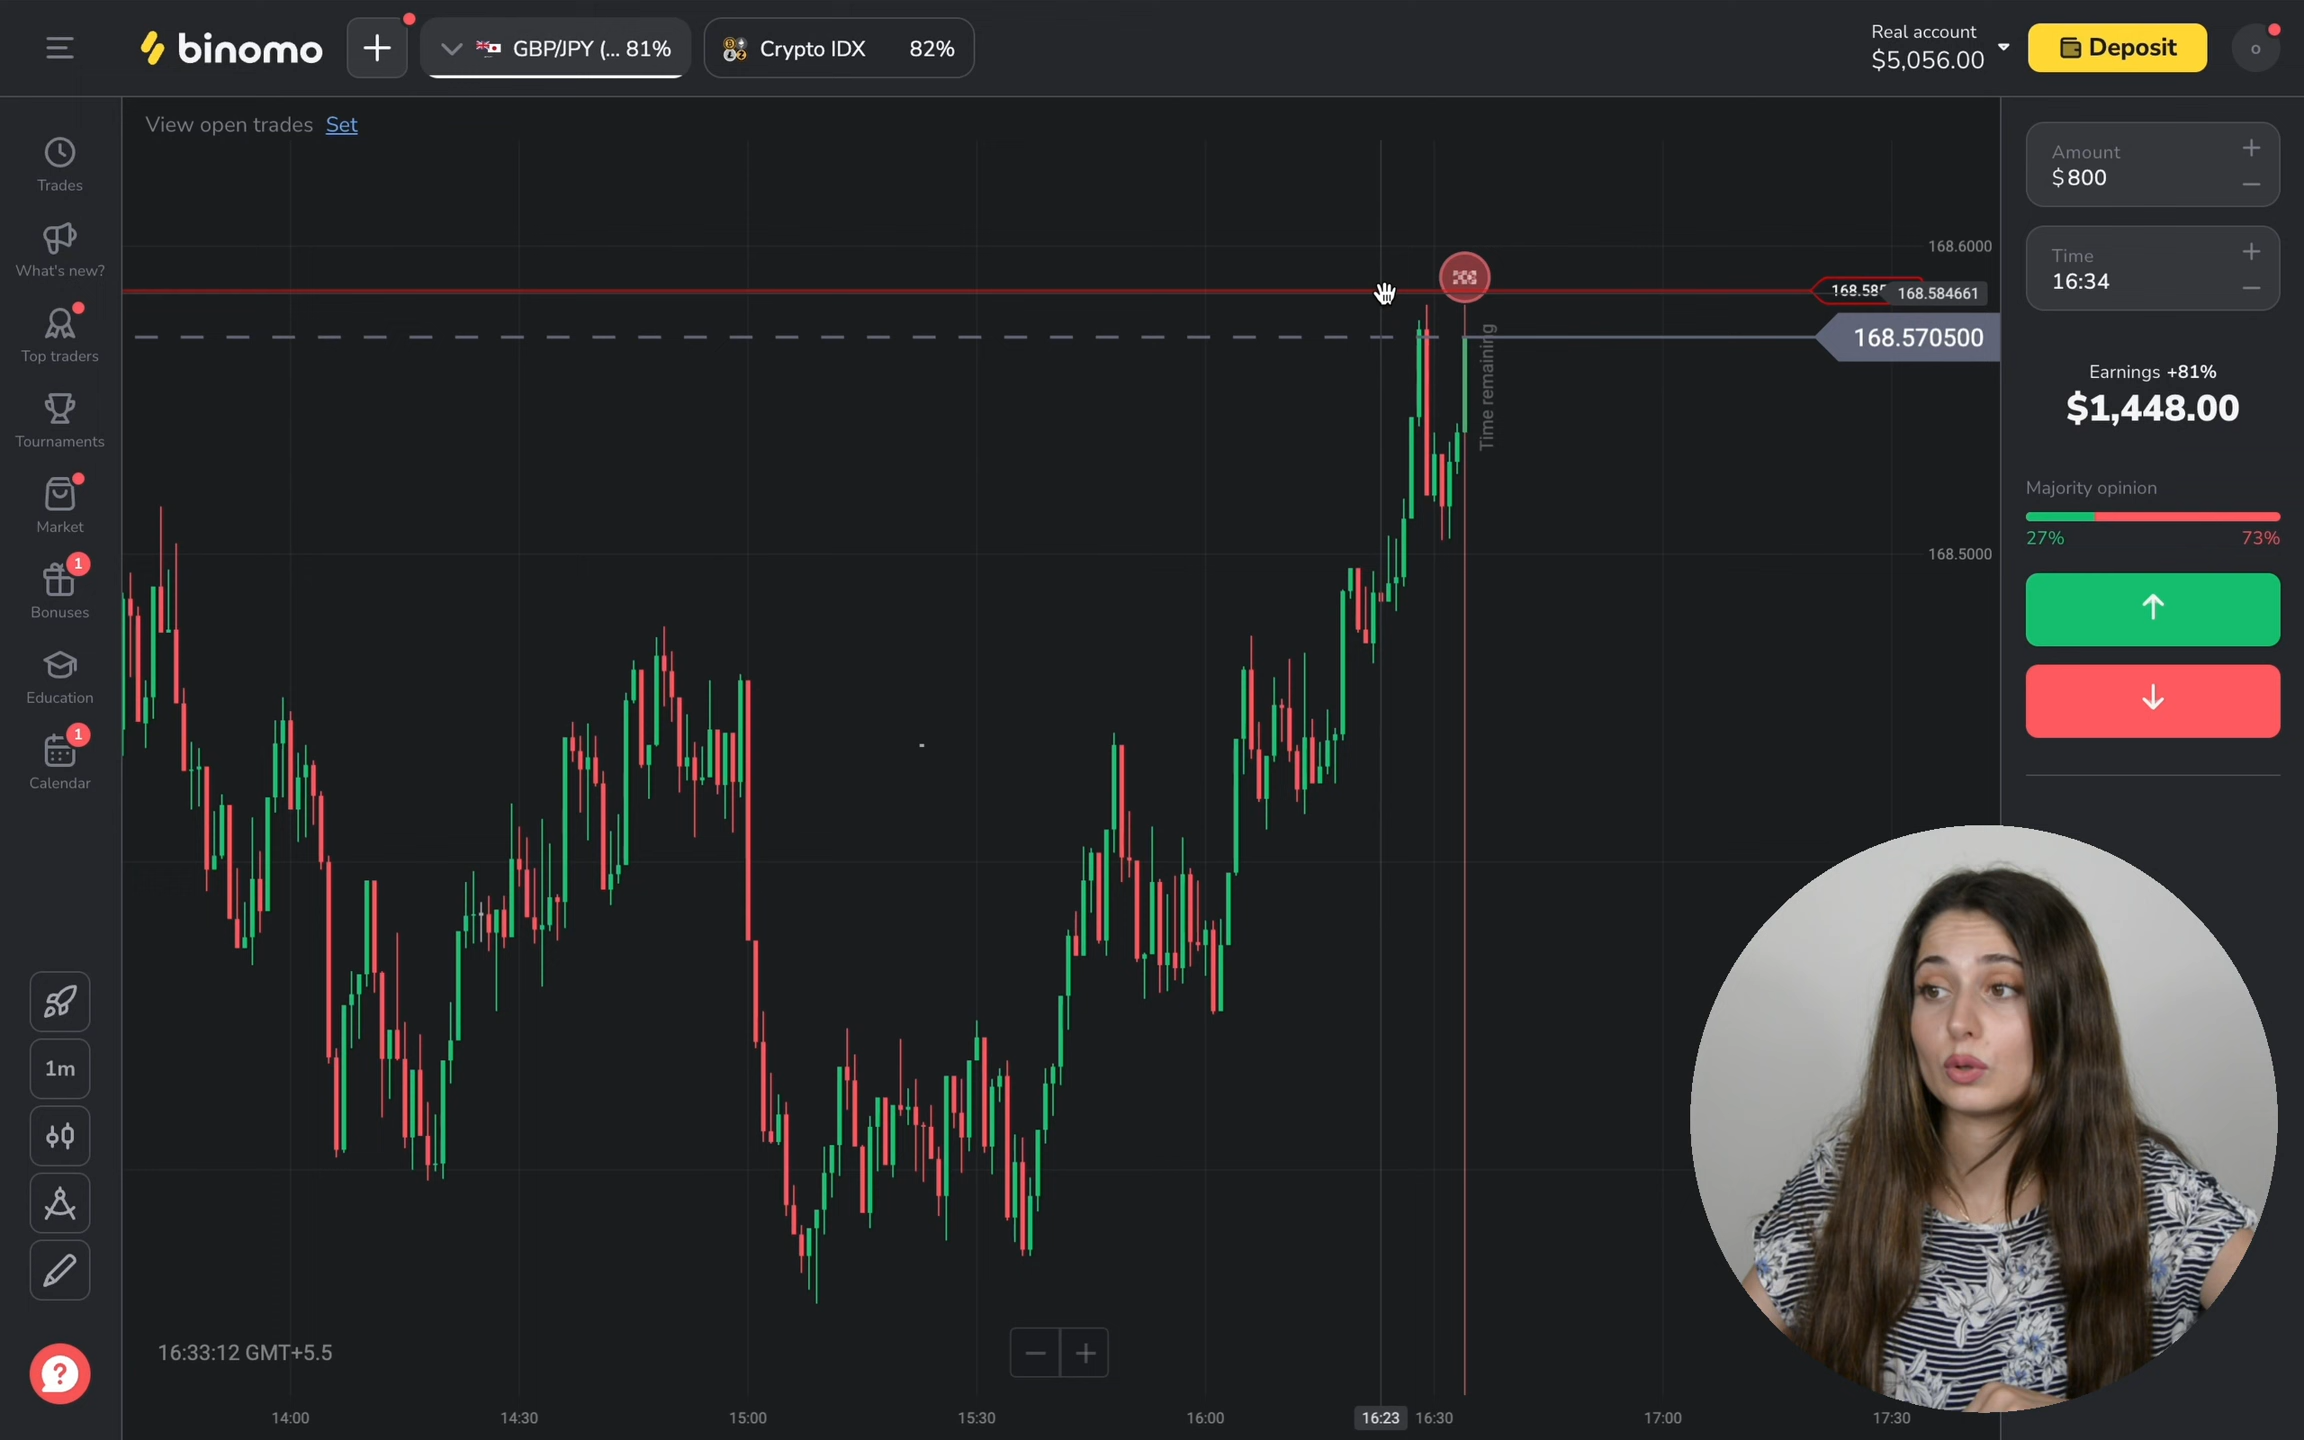 binomo
GBP/JPY (... 81%
Crypto IDX 82%
Real account
$5,056.00
Deposit
View open trades Set
Trades
What's new?
Top traders
Tournaments
Market
1
Bonuses
Education
1
Calendar
1m
16:33:12 GMT+5.5
Time remaining
168.6000
168.584661
168.570500
168.5000
14:00
14:30
15:00
15:30
16:00
16:23
16:30
17:00
17:30
Amount
$800
Time
16:34
Earnings +81%
$1,448.00
Majority opinion
27% 73%